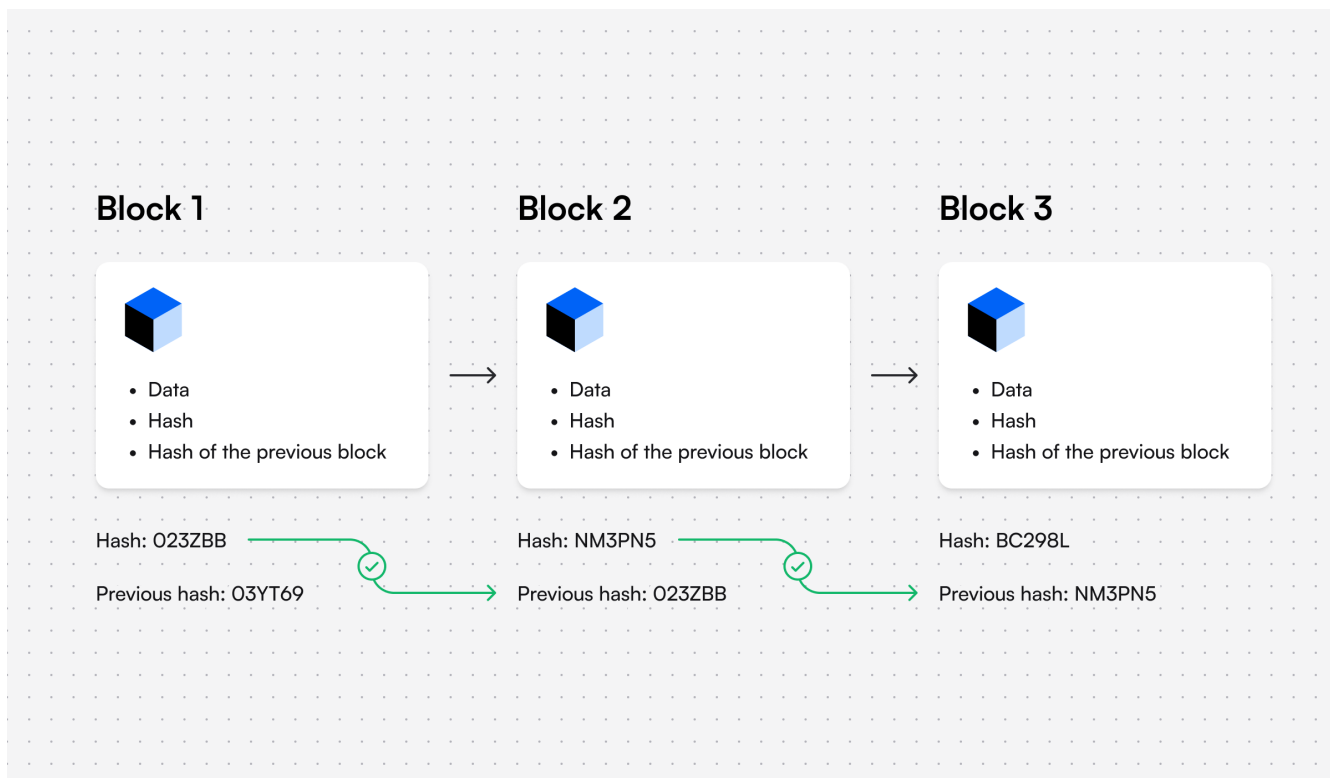 Block 1
• Data
• Hash
• Hash of the previous block
Hash: 023ZBB
Previous hash: 03YT69
Block 2
• Data
• Hash
• Hash of the previous block
Hash: NM3PN5
Previous hash: 023ZBB
Block 3
• Data
• Hash
• Hash of the previous block
Hash: BC298L
Previous hash: NM3PN5